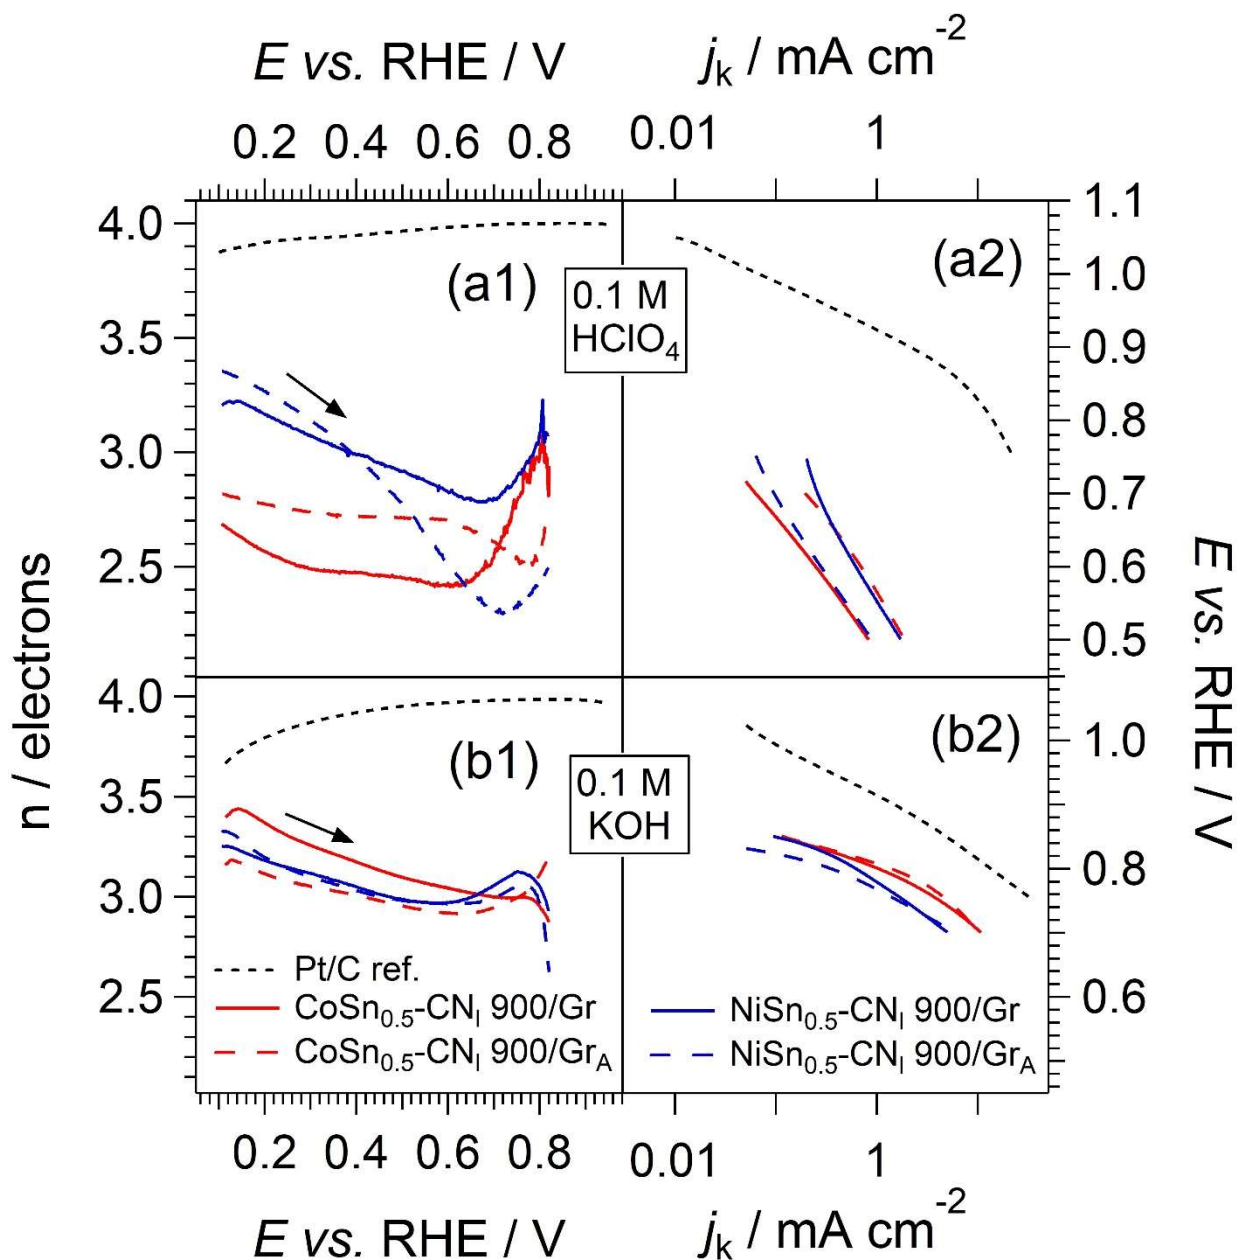 E vs. RHE / V
j_k / mA cm^-2
0.2 0.4 0.6 0.8
0.01 1
4.0
3.5
3.0
2.5
(a1)
0.1 M
HClO₄
(a2)
1.1
1.0
0.9
0.8
0.7
0.6
0.5
n / electrons
E vs. RHE / V
4.0
3.5
3.0
2.5
(b1)
0.1 M
KOH
(b2)
1.0
0.8
0.6
Pt/C ref.
CoSn₀.₅-CNₗ 900/Gr
CoSn₀.₅-CNₗ 900/Gr_A
NiSn₀.₅-CNₗ 900/Gr
NiSn₀.₅-CNₗ 900/Gr_A
0.2 0.4 0.6 0.8
0.01 1
E vs. RHE / V
j_k / mA cm^-2